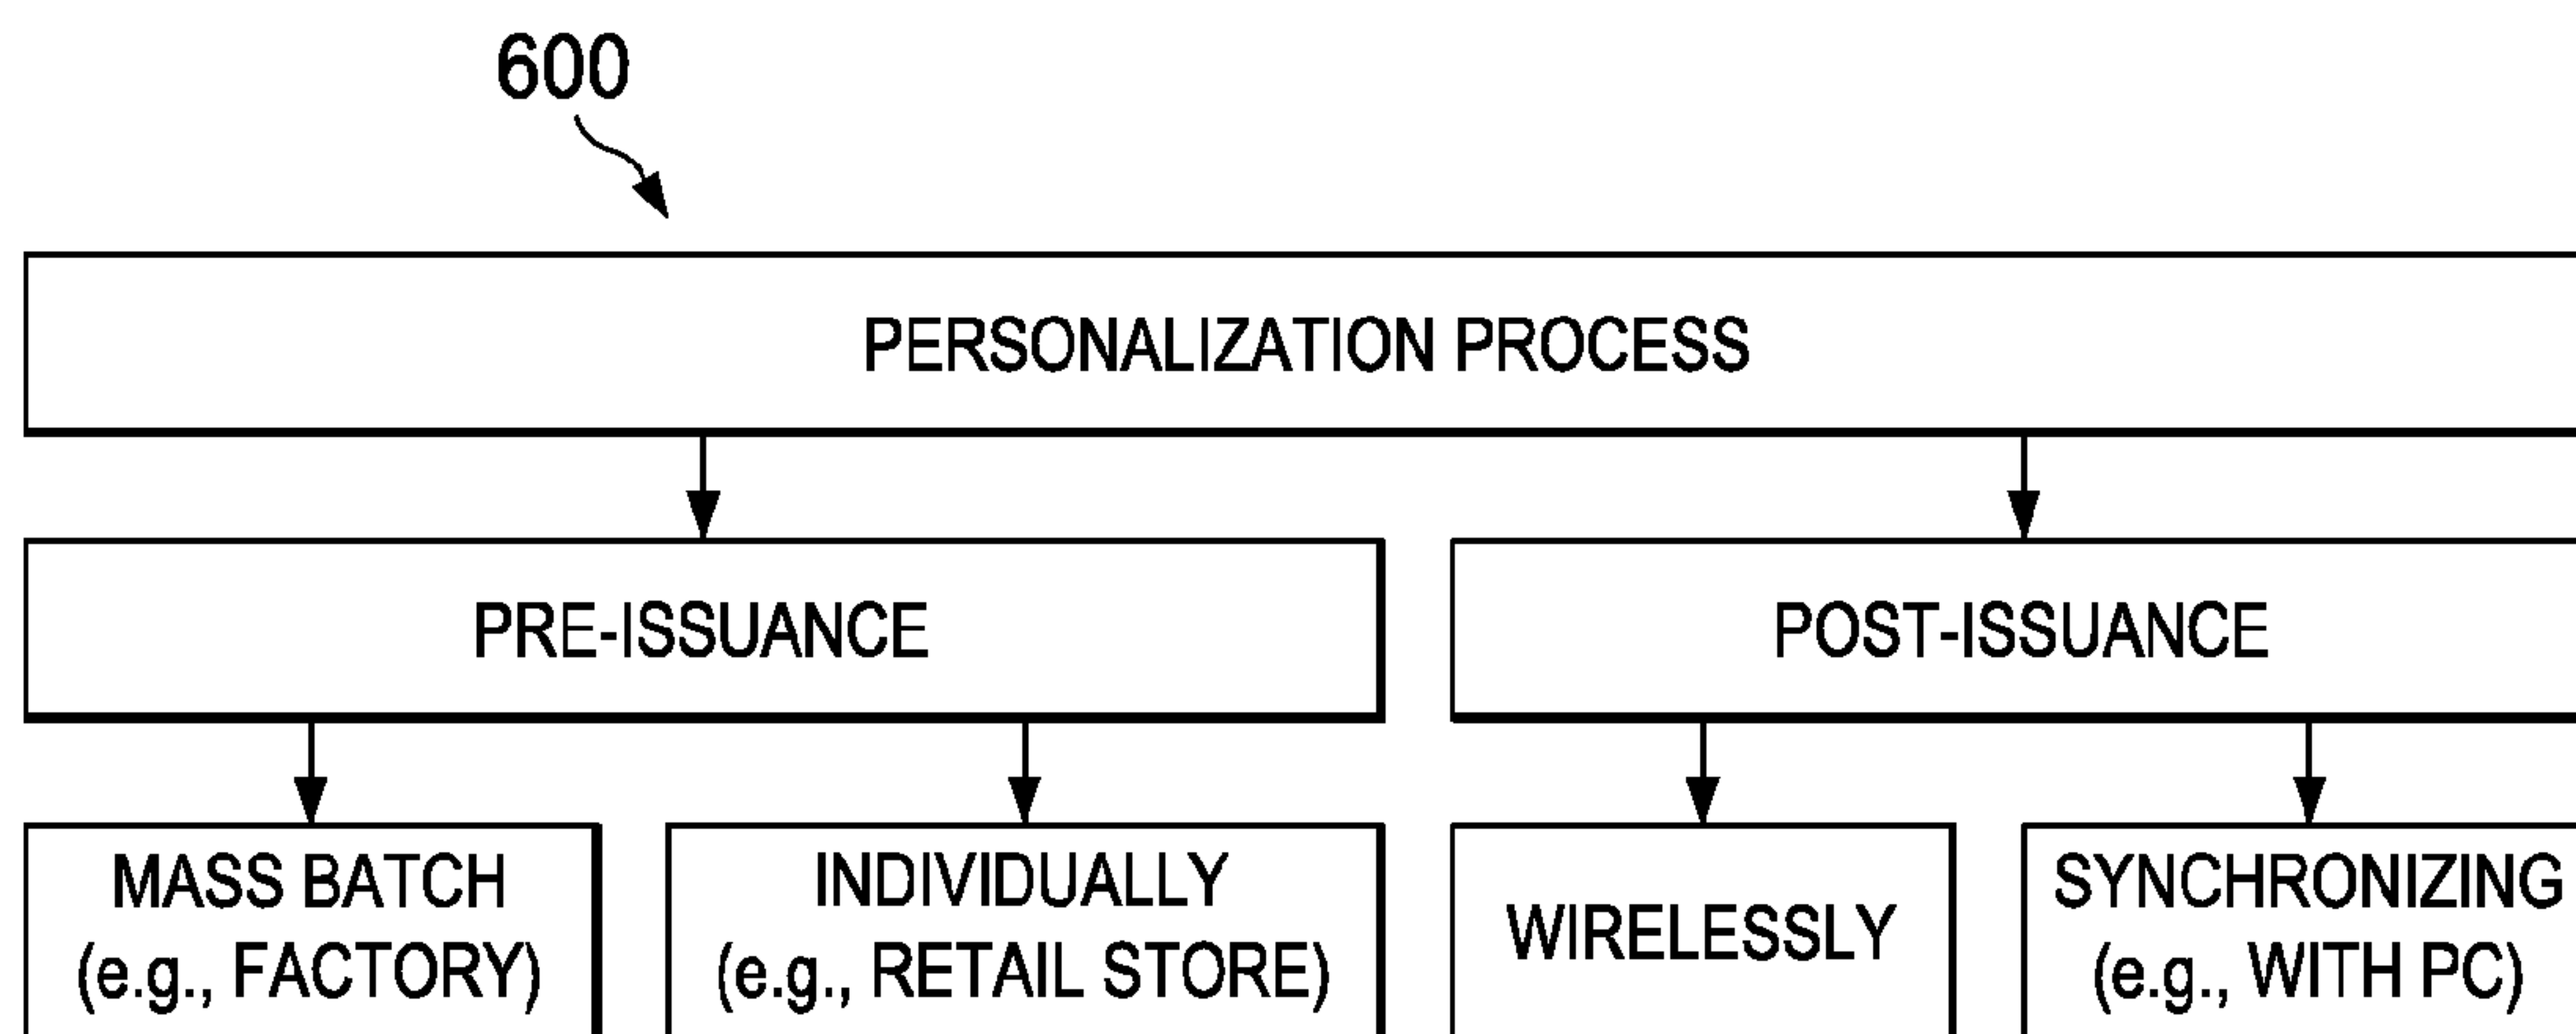 600
PERSONALIZATION PROCESS
PRE-ISSUANCE
POST-ISSUANCE
MASS BATCH
(e.g., FACTORY)
INDIVIDUALLY
(e.g., RETAIL STORE)
WIRELESSLY
SYNCHRONIZING
(e.g., WITH PC)